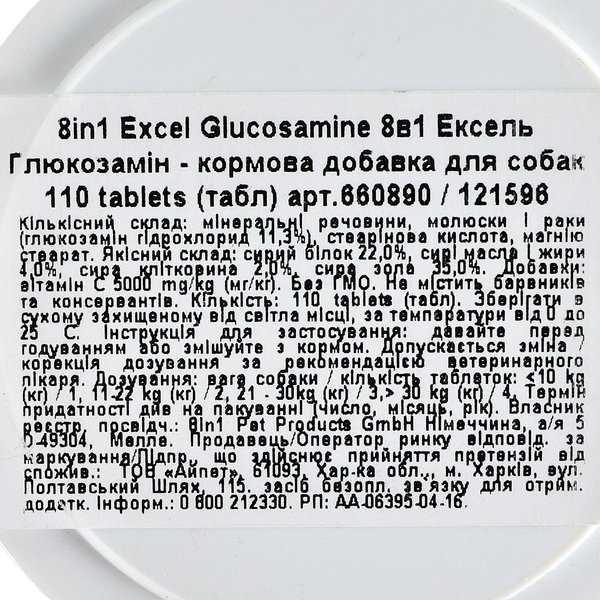 8in1 Excel Glucosamine 8в1 Ексель
Глюкозамін - кормова добавка для собак
110 tablets (табл) арт.660890 / 121596
Кількісний склад: мінеральні речовини, молюски і раки
(глюкозамін гідрохлорид 11,3%), стеарінова кислота, магнію
стеарат. Якісний склад: сирий білок 22,0%, сирі масла і жири
4,0%, сира клітковина 2,0%, сира зола 35,0%. Добавки:
вітамін С 5000 mg/kg (мг/кг). Без ГМО. Не містить барвників
та консервантів. Кількість: 110 tablets (табл). Зберігати в
сухому захищеному від світла місці, за температури від 0 до
25 С. Інструкція для застосування: давайте перед
годуванням або змішуйте з кормом. Допускається зміна /
корекція дозування за рекомендацією ветеринарного
лікаря. Дозування: вага собаки / кількість таблеток: <10 kg
(кг) / 1, 11-22 kg (кг) / 2, 21 - 30kg (кг) / 3,> 30 kg (кг) / 4. Термін
придатності див на пакуванні (число, місяць, рік). Власник
реєстр, посвідч.: 8in1 Pet Products GmbH Німеччина, а/я 5
D-49304, Мелле. Продавець/Оператор ринку відповід. за
маркування/Підпр, що здійснює прийняття претензій від
спожив.: ТОВ «Айпет», 61093, Хар-ка обл., м. Харків, вул.
Полтавський Шлях, 115. засіб безопл. зв'язку для отрим.
додатк. Інформ.: 0 800 212330. РП: АА-06395-04-16.